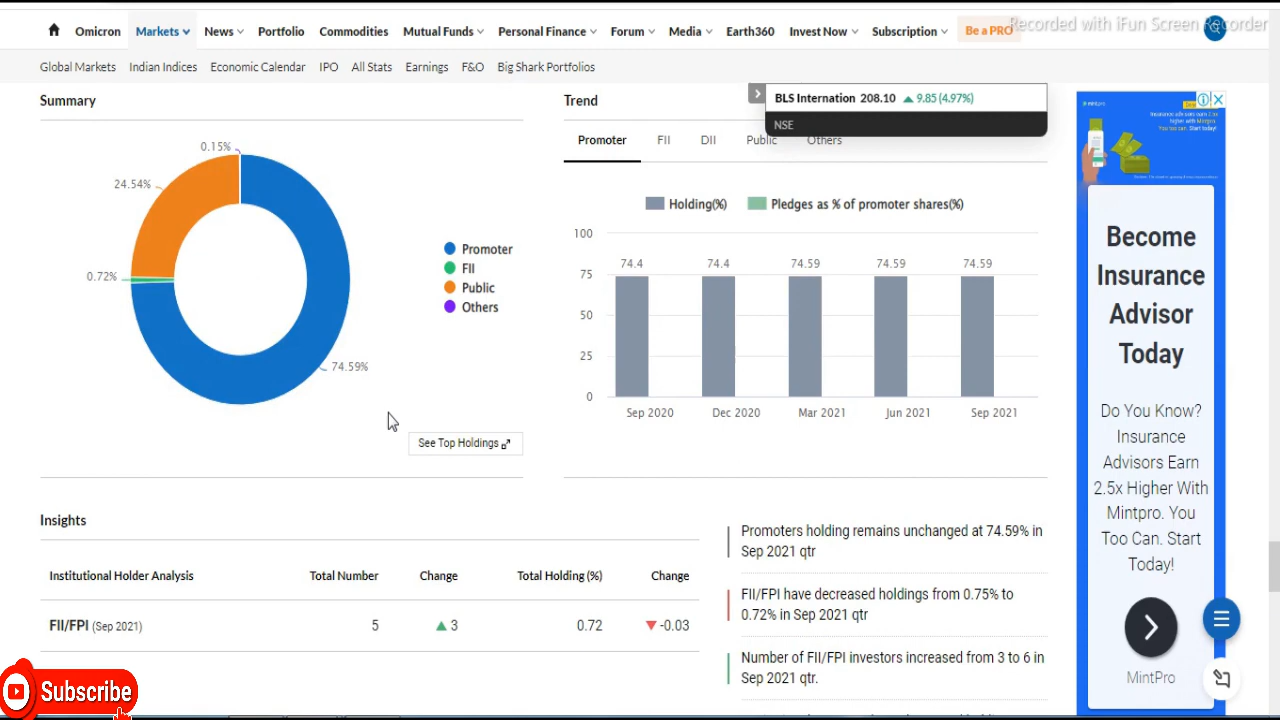 Recorded with iFun Screen Recorder
Omicron Markets News Portfolio Commodities Mutual Funds Personal Finance Forum Media Earth360 Invest Now Subscription Be a PRO
Global Markets Indian Indices Economic Calendar IPO All Stats Earnings F&O Big Shark Portfolios
Summary
0.15%
24.54%
0.72%
74.59%
Promoter
FII
Public
Others
See Top Holdings
Trend
BLS Internation 208.10 9.85 (4.97%)
NSE
Promoter FII DII Public Others
Holding(%) Pledges as % of promoter shares(%)
100
75
50
25
0
74.4 74.4 74.59 74.59 74.59
Sep 2020 Dec 2020 Mar 2021 Jun 2021 Sep 2021
Insights
Institutional Holder Analysis Total Number Change Total Holding (%) Change
FII/FPI (Sep 2021) 5 3 0.72 -0.03
Promoters holding remains unchanged at 74.59% in
Sep 2021 qtr
FII/FPI have decreased holdings from 0.75% to
0.72% in Sep 2021 qtr
Number of FII/FPI investors increased from 3 to 6 in
Sep 2021 qtr.
Become
Insurance
Advisor
Today
Do You Know?
Insurance
Advisors Earn
2.5x Higher With
Mintpro. You
Too Can. Start
Today!
MintPro
Subscribe